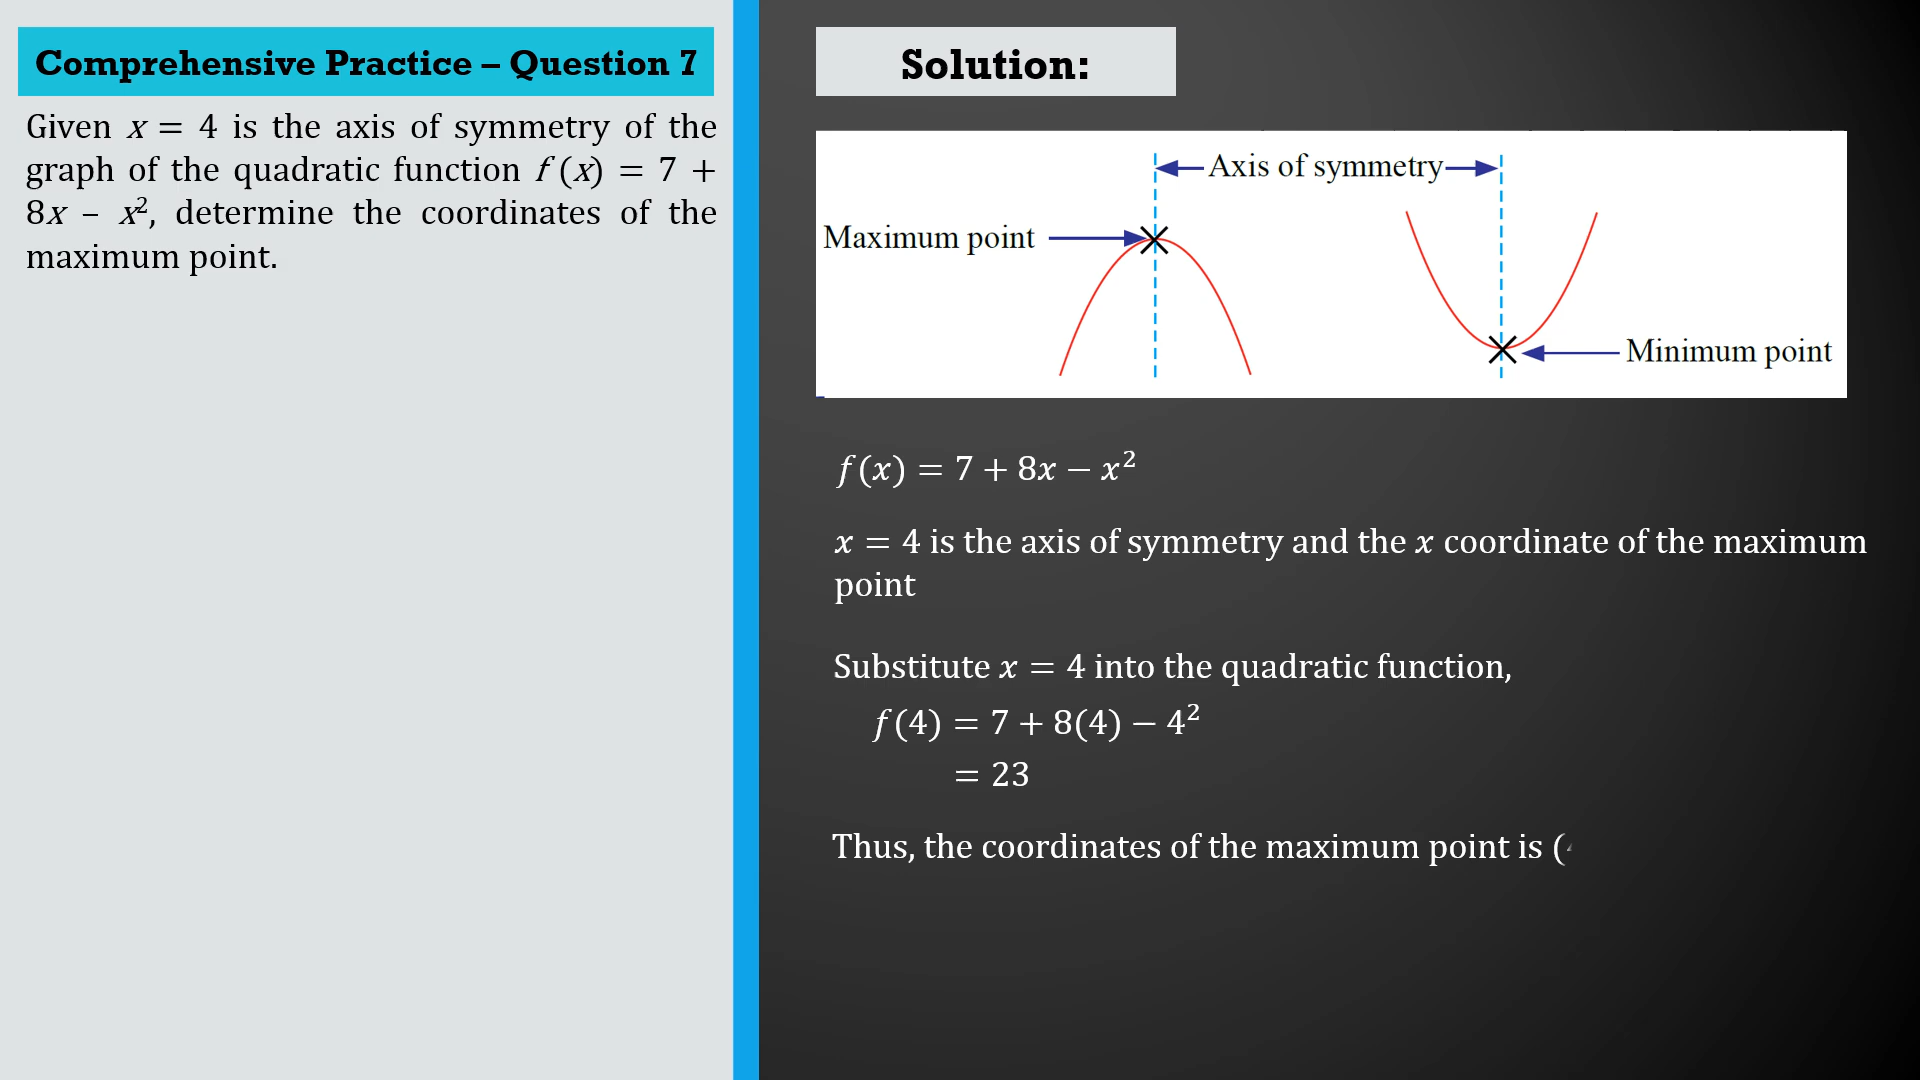 Comprehensive Practice – Question 7
Given x = 4 is the axis of symmetry of the
graph of the quadratic function f (x) = 7 +
8x – x², determine the coordinates of the
maximum point.
Solution:
Axis of symmetry
Maximum point
Minimum point
f(x) = 7 + 8x − x²
x = 4 is the axis of symmetry and the x coordinate of the maximum
point
Substitute x = 4 into the quadratic function,
f(4) = 7 + 8(4) − 4²
= 23
Thus, the coordinates of the maximum point is (